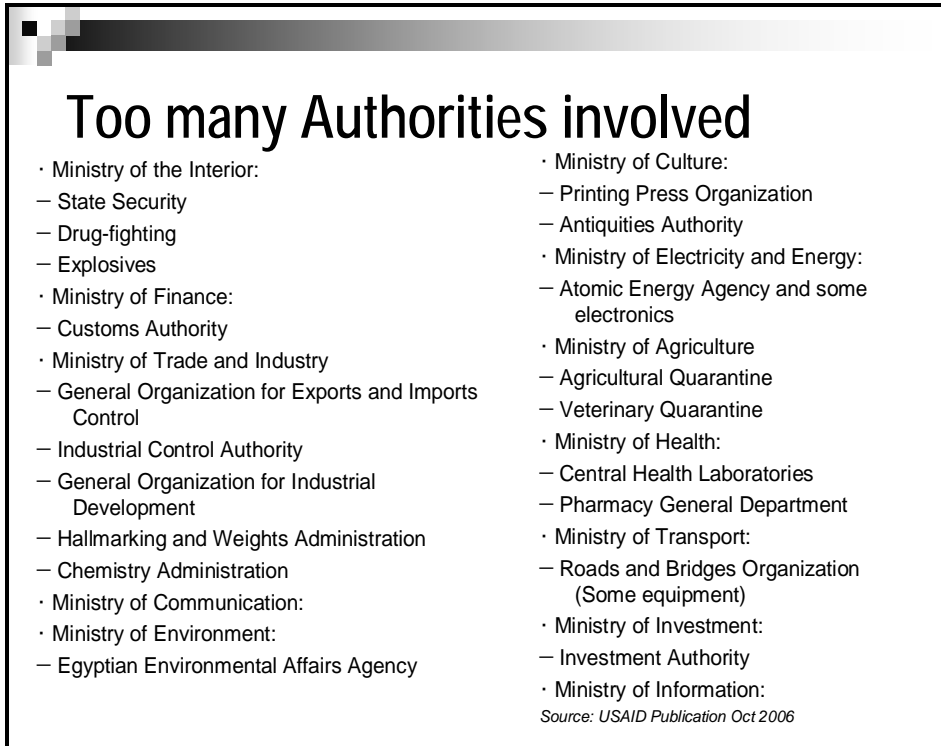 Too many Authorities involved
· Ministry of the Interior:
– State Security
– Drug-fighting
– Explosives
· Ministry of Finance:
– Customs Authority
· Ministry of Trade and Industry
– General Organization for Exports and Imports
Control
– Industrial Control Authority
– General Organization for Industrial
Development
– Hallmarking and Weights Administration
– Chemistry Administration
· Ministry of Communication:
· Ministry of Environment:
– Egyptian Environmental Affairs Agency
· Ministry of Culture:
– Printing Press Organization
– Antiquities Authority
· Ministry of Electricity and Energy:
– Atomic Energy Agency and some
electronics
· Ministry of Agriculture
– Agricultural Quarantine
– Veterinary Quarantine
· Ministry of Health:
– Central Health Laboratories
– Pharmacy General Department
· Ministry of Transport:
– Roads and Bridges Organization
(Some equipment)
· Ministry of Investment:
– Investment Authority
· Ministry of Information:
Source: USAID Publication Oct 2006